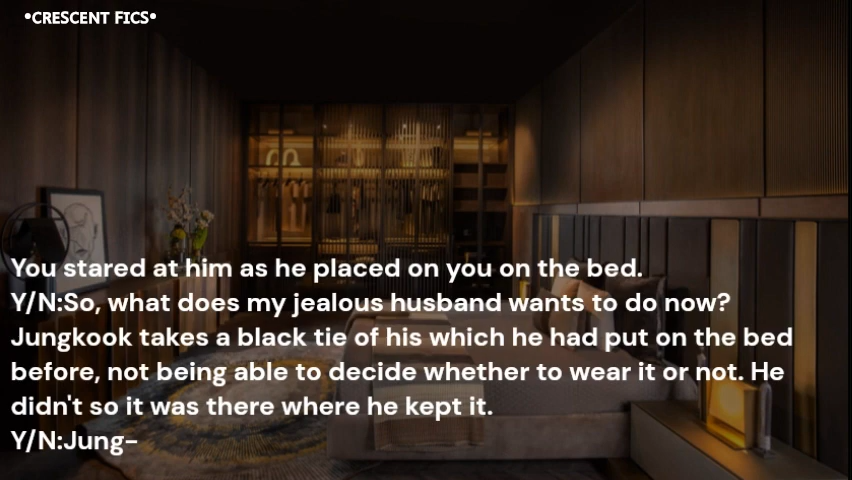 •CRESCENT FICS•
You stared at him as he placed on you on the bed.
Y/N:So, what does my jealous husband wants to do now?
Jungkook takes a black tie of his which he had put on the bed
before, not being able to decide whether to wear it or not. He
didn't so it was there where he kept it.
Y/N:Jung-